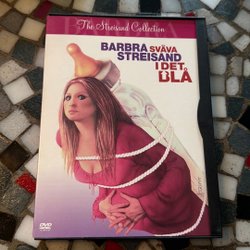 The Streisand Collection
BARBRA SVÄVA
STREISAND I DET
BLÅ
DVD